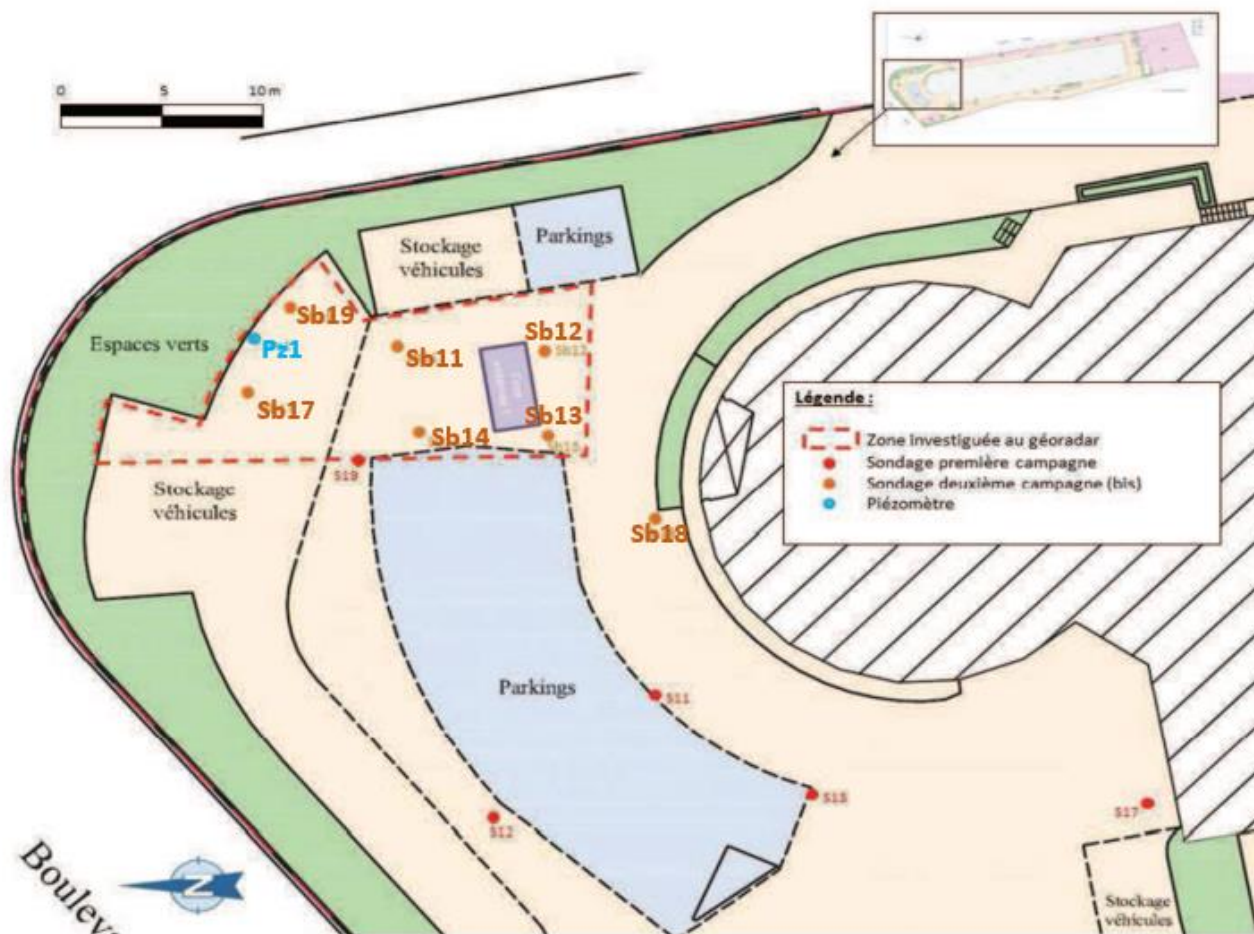 0 5 10 m
Stockage
véhicules
Parkings
Espaces verts
Sb19
Pz1
Sb17
Sb11
Sb12
Sb12
Sb13
Sb14
S19
Stockage
véhicules
Légende :
Zone investiguée au géoradar
Sondage première campagne
Sondage deuxième campagne (bis)
Piézomètre
Sb18
Parkings
S11
S12
S17
N
Stockage
véhicules